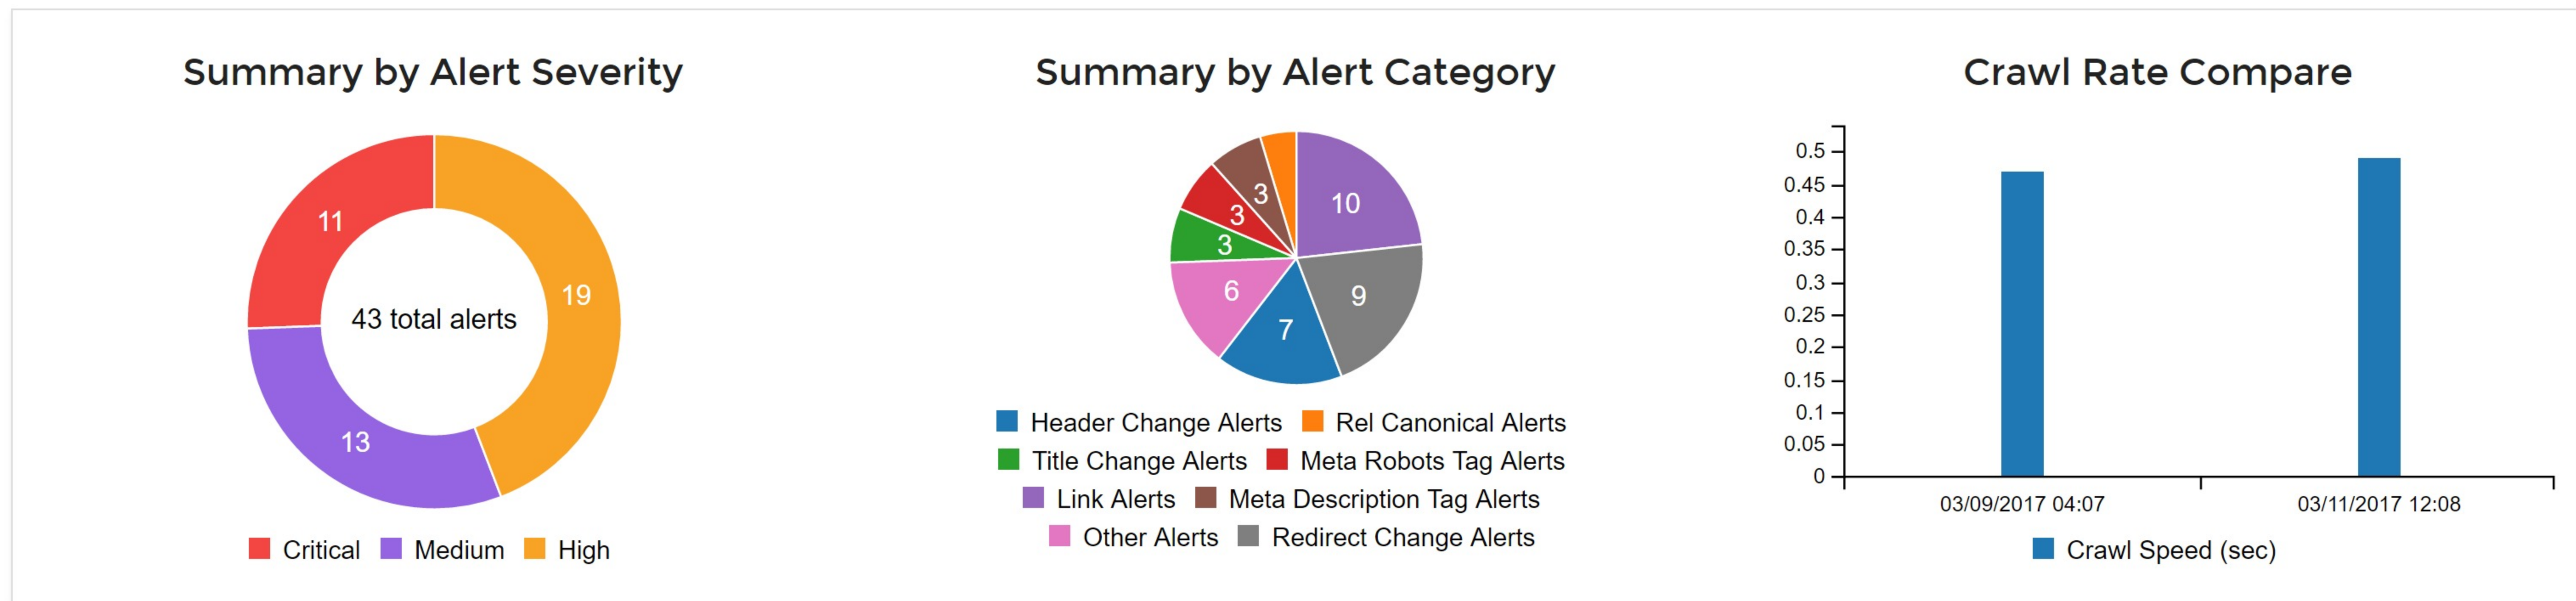 Summary by Alert Severity
11
19
43 total alerts
13
Critical Medium High
Summary by Alert Category
10
3
3
3
9
6
7
Header Change Alerts Rel Canonical Alerts
Title Change Alerts Meta Robots Tag Alerts
Link Alerts Meta Description Tag Alerts
Other Alerts Redirect Change Alerts
Crawl Rate Compare
0.5
0.45
0.4
0.35
0.3
0.25
0.2
0.15
0.1
0.05
0
03/09/2017 04:07 03/11/2017 12:08
Crawl Speed (sec)